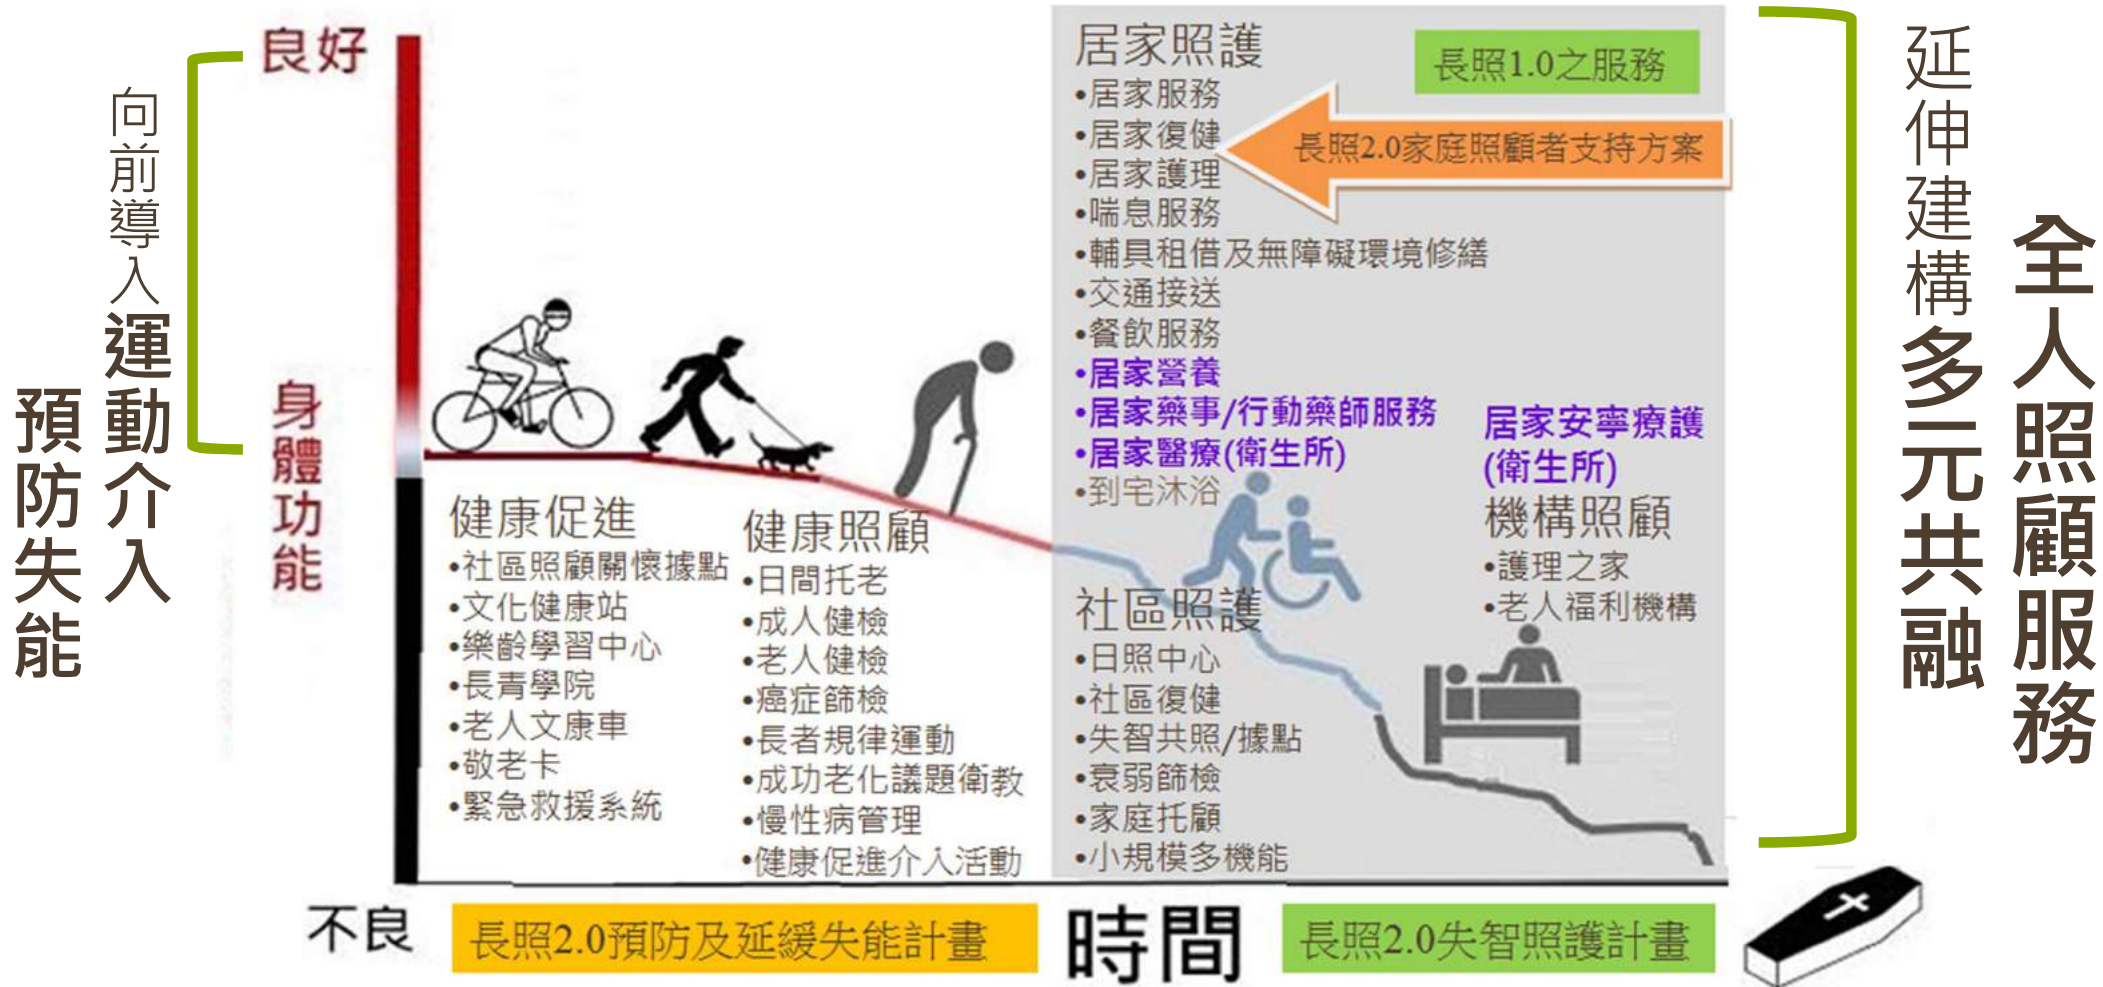 預防失能
向前導入運動介入
良好
身體功能
不良
健康促進
•社區照顧關懷據點
•文化健康站
•樂齡學習中心
•長青學院
•老人文康車
•敬老卡
•緊急救援系統
健康照顧
•日間托老
•成人健檢
•老人健檢
•癌症篩檢
•長者規律運動
•成功老化議題衛教
•慢性病管理
•健康促進介入活動
居家照護
•居家服務
•居家復健
•居家護理
•喘息服務
•輔具租借及無障礙環境修繕
•交通接送
•餐飲服務
•居家營養
•居家藥事/行動藥師服務
•居家醫療(衛生所)
•到宅沐浴
社區照護
•日照中心
•社區復健
•失智共照/據點
•衰弱篩檢
•家庭托顧
•小規模多機能
長照1.0之服務
長照2.0家庭照顧者支持方案
居家安寧療護
(衛生所)
機構照顧
•護理之家
•老人福利機構
長照2.0預防及延緩失能計畫
時間
長照2.0失智照護計畫
延伸建構多元共融
全人照顧服務